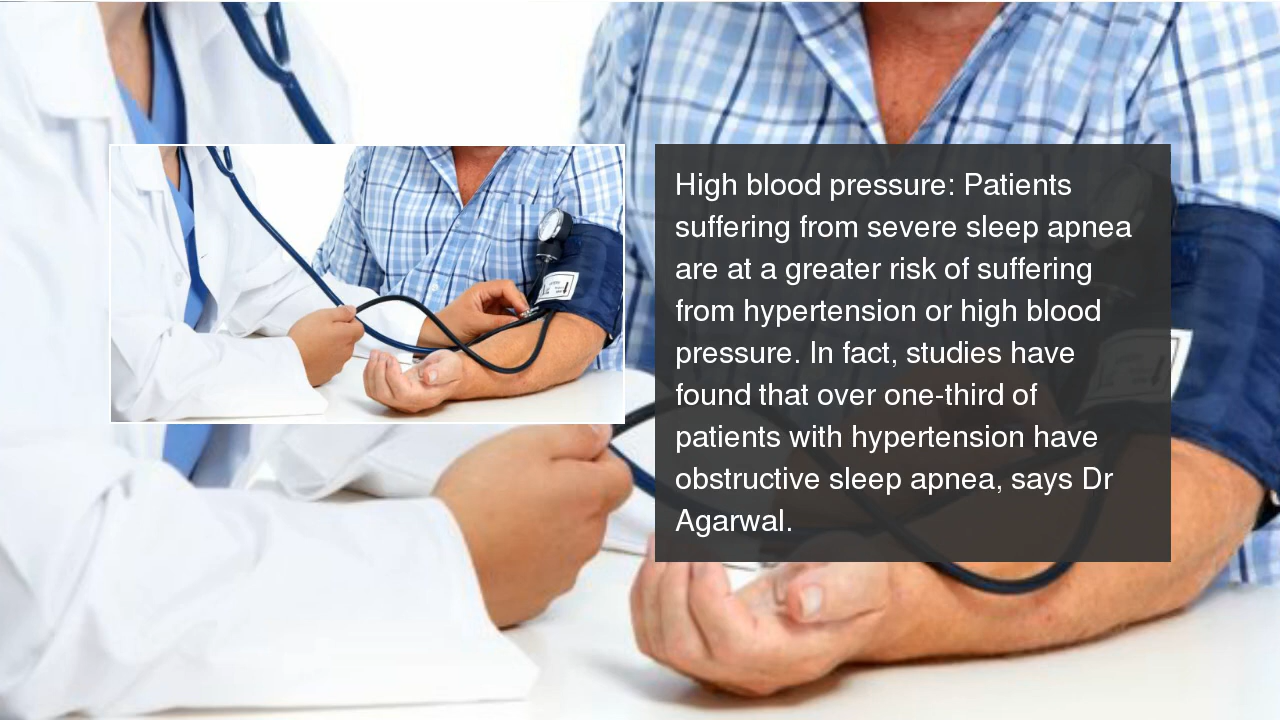 High blood pressure: Patients
suffering from severe sleep apnea
are at a greater risk of suffering
from hypertension or high blood
pressure. In fact, studies have
found that over one-third of
patients with hypertension have
obstructive sleep apnea, says Dr
Agarwal.